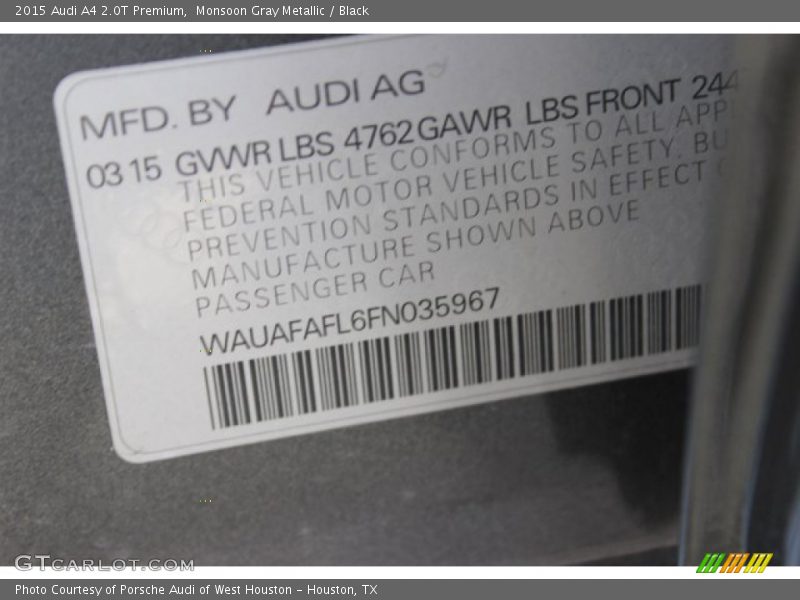 2015 Audi A4 2.0T Premium,  Monsoon Gray Metallic / Black
MFD. BY AUDI AG
03 15 GVWR LBS 4762 GAWR LBS FRONT 244
THIS VEHICLE CONFORMS TO ALL APP
FEDERAL MOTOR VEHICLE SAFETY, BU
PREVENTION STANDARDS IN EFFECT
MANUFACTURE SHOWN ABOVE
PASSENGER CAR
WAUAFAFL6FN035967
GTCARLOT.COM
Photo Courtesy of Porsche Audi of West Houston - Houston, TX